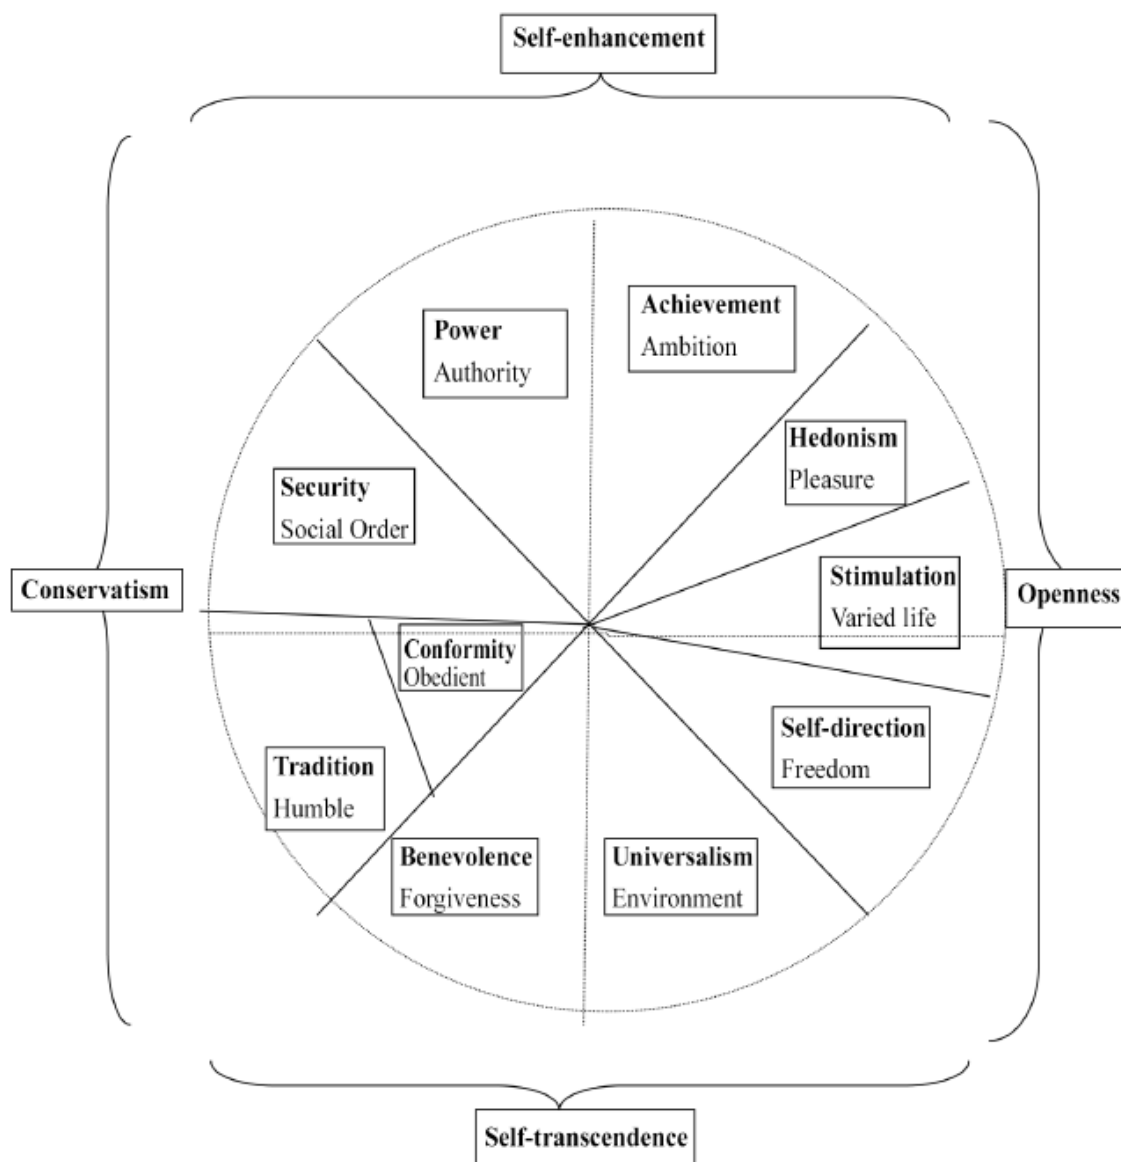 Self-enhancement
Achievement
Ambition
Power
Authority
Hedonism
Pleasure
Security
Social Order
Stimulation
Varied life
Conservatism
Openness
Conformity
Obedient
Self-direction
Freedom
Tradition
Humble
Benevolence
Forgiveness
Universalism
Environment
Self-transcendence